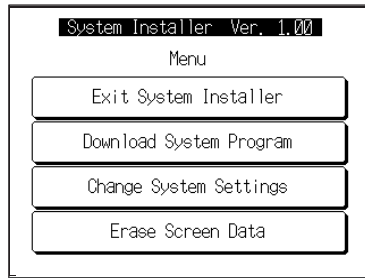 System Installer Ver. 1.00
Menu
Exit System Installer
Download System Program
Change System Settings
Erase Screen Data